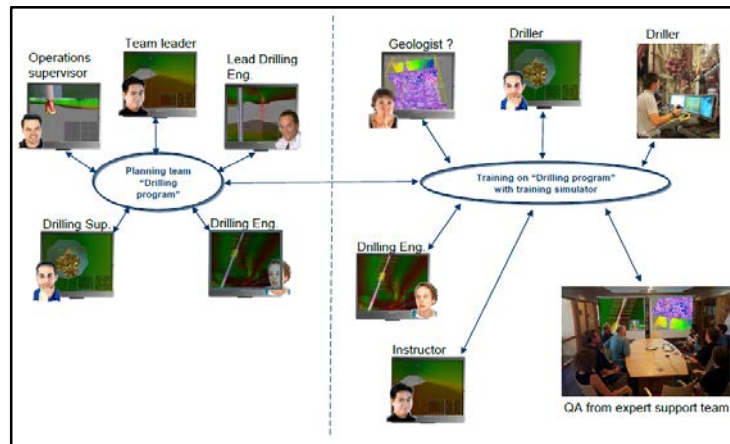 Operations
supervisor
Team leader
Lead Drilling
Eng.
Planning team
"Drilling
program"
Drilling Sup.
Drilling Eng.
Geologist ?
Driller
Driller
Training on "Drilling program"
with training simulator
Drilling Eng.
Instructor
QA from expert support team